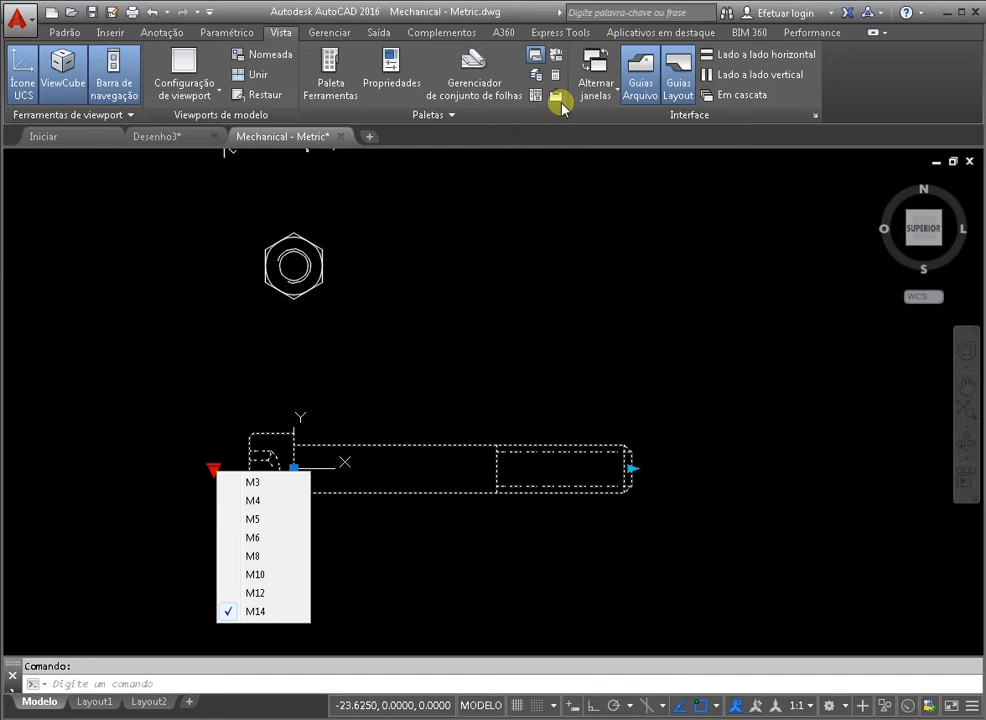 Autodesk AutoCAD 2016 Mechanical - Metric.dwg
Digite palavra-chave ou frase
Efetuar login
Padrão Inserir Anotação Paramétrico Vista Gerenciar Saída Complementos A360 Express Tools Aplicativos em destaque BIM 360 Performance
Ícone
UCS
ViewCube
Barra de
navegação
Configuração
de viewport
Nomeada
Unir
Restaur
Paleta
Ferramentas
Propriedades
Gerenciador
de conjunto de folhas
Alternar
janelas
Guias
Arquivo
Guias
Layout
Lado a lado horizontal
Lado a lado vertical
Em cascata
Ferramentas de viewport
Viewports de modelo
Paletas
Interface
Iniciar
Desenho3*
Mechanical - Metric*
N
O
SUPERIOR
L
S
WCS
Y
X
M3
M4
M5
M6
M8
M10
M12
M14
Comando:
Digite um comando
Modelo Layout1 Layout2
-23.6250, 0.0000, 0.0000 MODELO
1:1